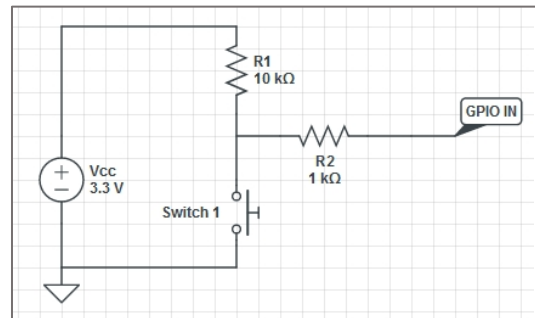 R1
10 kΩ
GPIO IN
R2
1 kΩ
Vcc
3.3 V
Switch 1